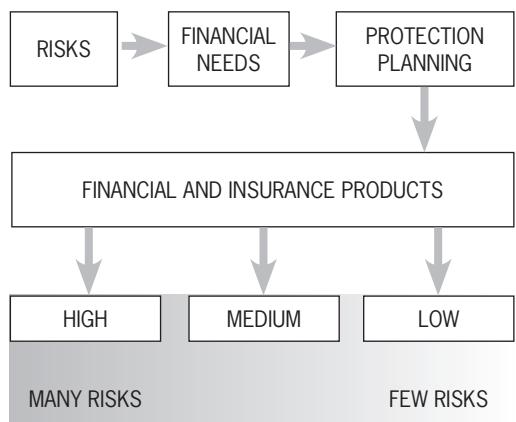 RISKS
FINANCIAL
NEEDS
PROTECTION
PLANNING
FINANCIAL AND INSURANCE PRODUCTS
HIGH
MEDIUM
LOW
MANY RISKS
FEW RISKS